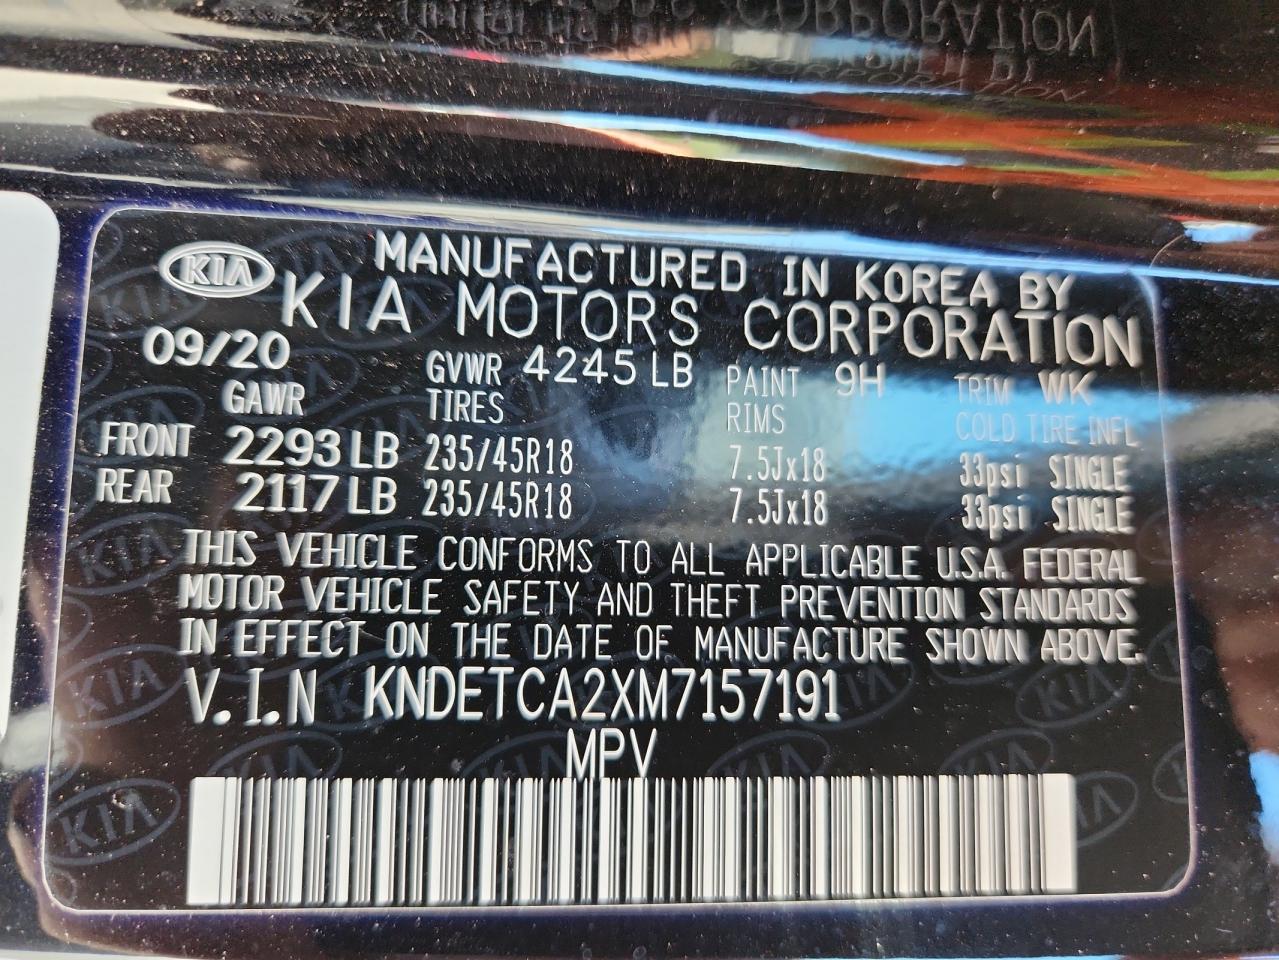 KIA
MANUFACTURED IN KOREA BY
KIA MOTORS CORPORATION
09/20 GVWR 4245 LB PAINT 9H TRIM WK
GAWR TIRES RIMS COLD TIRE INFL
FRONT 2293 LB 235/45R18 7.5Jx18 33psi SINGLE
REAR 2117 LB 235/45R18 7.5Jx18 33psi SINGLE
THIS VEHICLE CONFORMS TO ALL APPLICABLE U.S.A. FEDERAL
MOTOR VEHICLE SAFETY AND THEFT PREVENTION STANDARDS
IN EFFECT ON THE DATE OF MANUFACTURE SHOWN ABOVE.
V.I.N KNDETCA2XM7157191
MPV